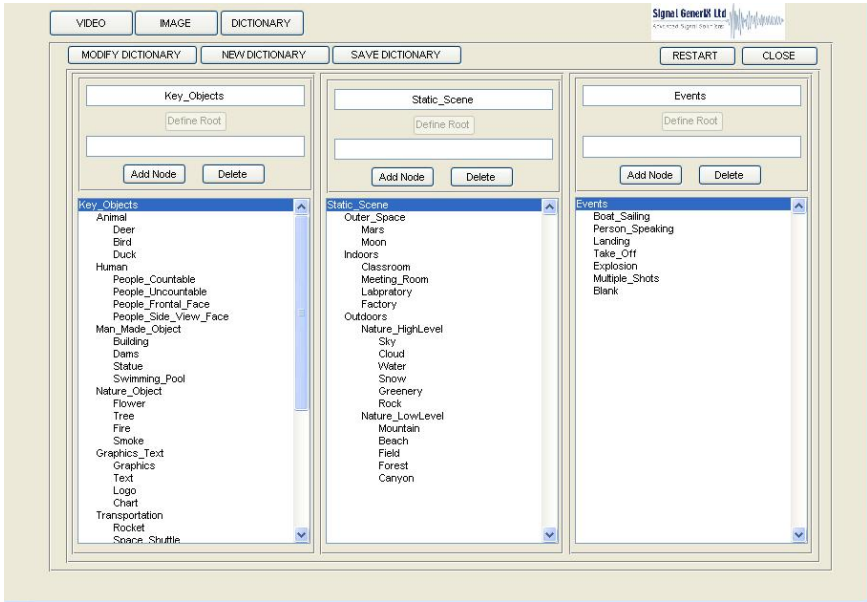 VIDEO
IMAGE
DICTIONARY
Signal GeneriX Ltd
Advanced Signal Solutions
MODIFY DICTIONARY
NEW DICTIONARY
SAVE DICTIONARY
RESTART
CLOSE
Key_Objects
Define Root
Add Node
Delete
Key_Objects
Animal
Deer
Bird
Duck
Human
People_Countable
People_Uncountable
People_Frontal_Face
People_Side_View_Face
Man_Made_Object
Building
Dams
Statue
Swimming_Pool
Nature_Object
Flower
Tree
Fire
Smoke
Graphics_Text
Graphics
Text
Logo
Chart
Transportation
Rocket
Space_Shuttle
Static_Scene
Define Root
Add Node
Delete
Static_Scene
Outer_Space
Mars
Moon
Indoors
Classroom
Meeting_Room
Labpratory
Factory
Outdoors
Nature_HighLevel
Sky
Cloud
Water
Snow
Greenery
Rock
Nature_LowLevel
Mountain
Beach
Field
Forest
Canyon
Events
Define Root
Add Node
Delete
Events
Boat_Sailing
Person_Speaking
Landing
Take_Off
Explosion
Multiple_Shots
Blank